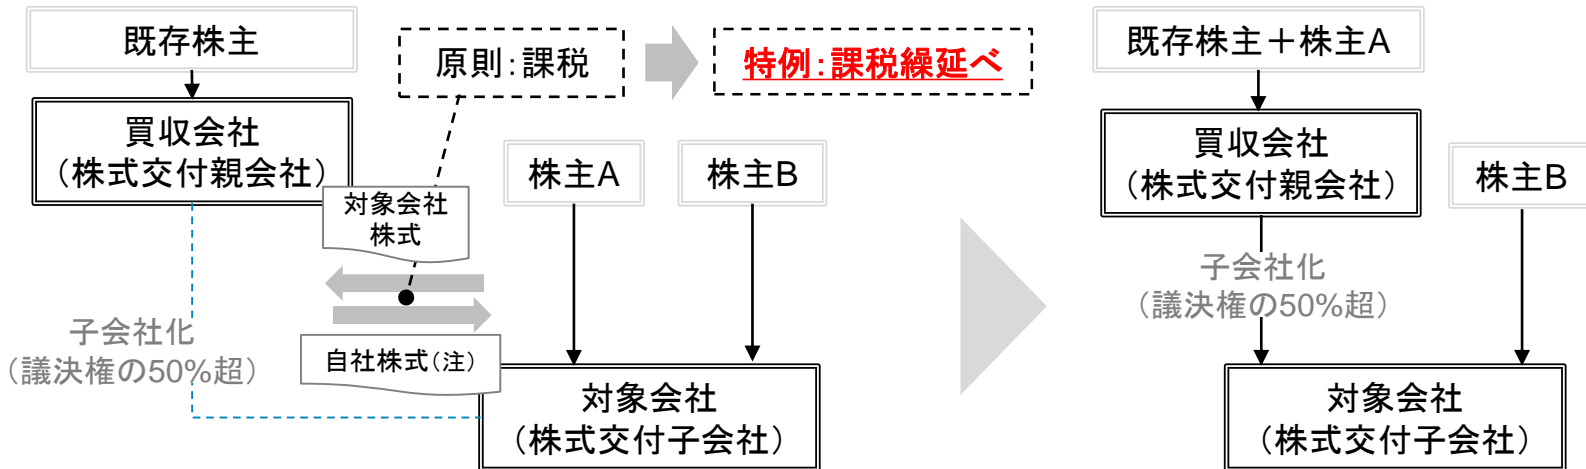 既存株主
原則：課税
特例：課税繰延べ
買収会社
（株式交付親会社）
株主A
株主B
対象会社
株式
自社株式（注）
子会社化
（議決権の50%超）
対象会社
（株式交付子会社）
既存株主＋株主A
買収会社
（株式交付親会社）
株主B
子会社化
（議決権の50%超）
対象会社
（株式交付子会社）